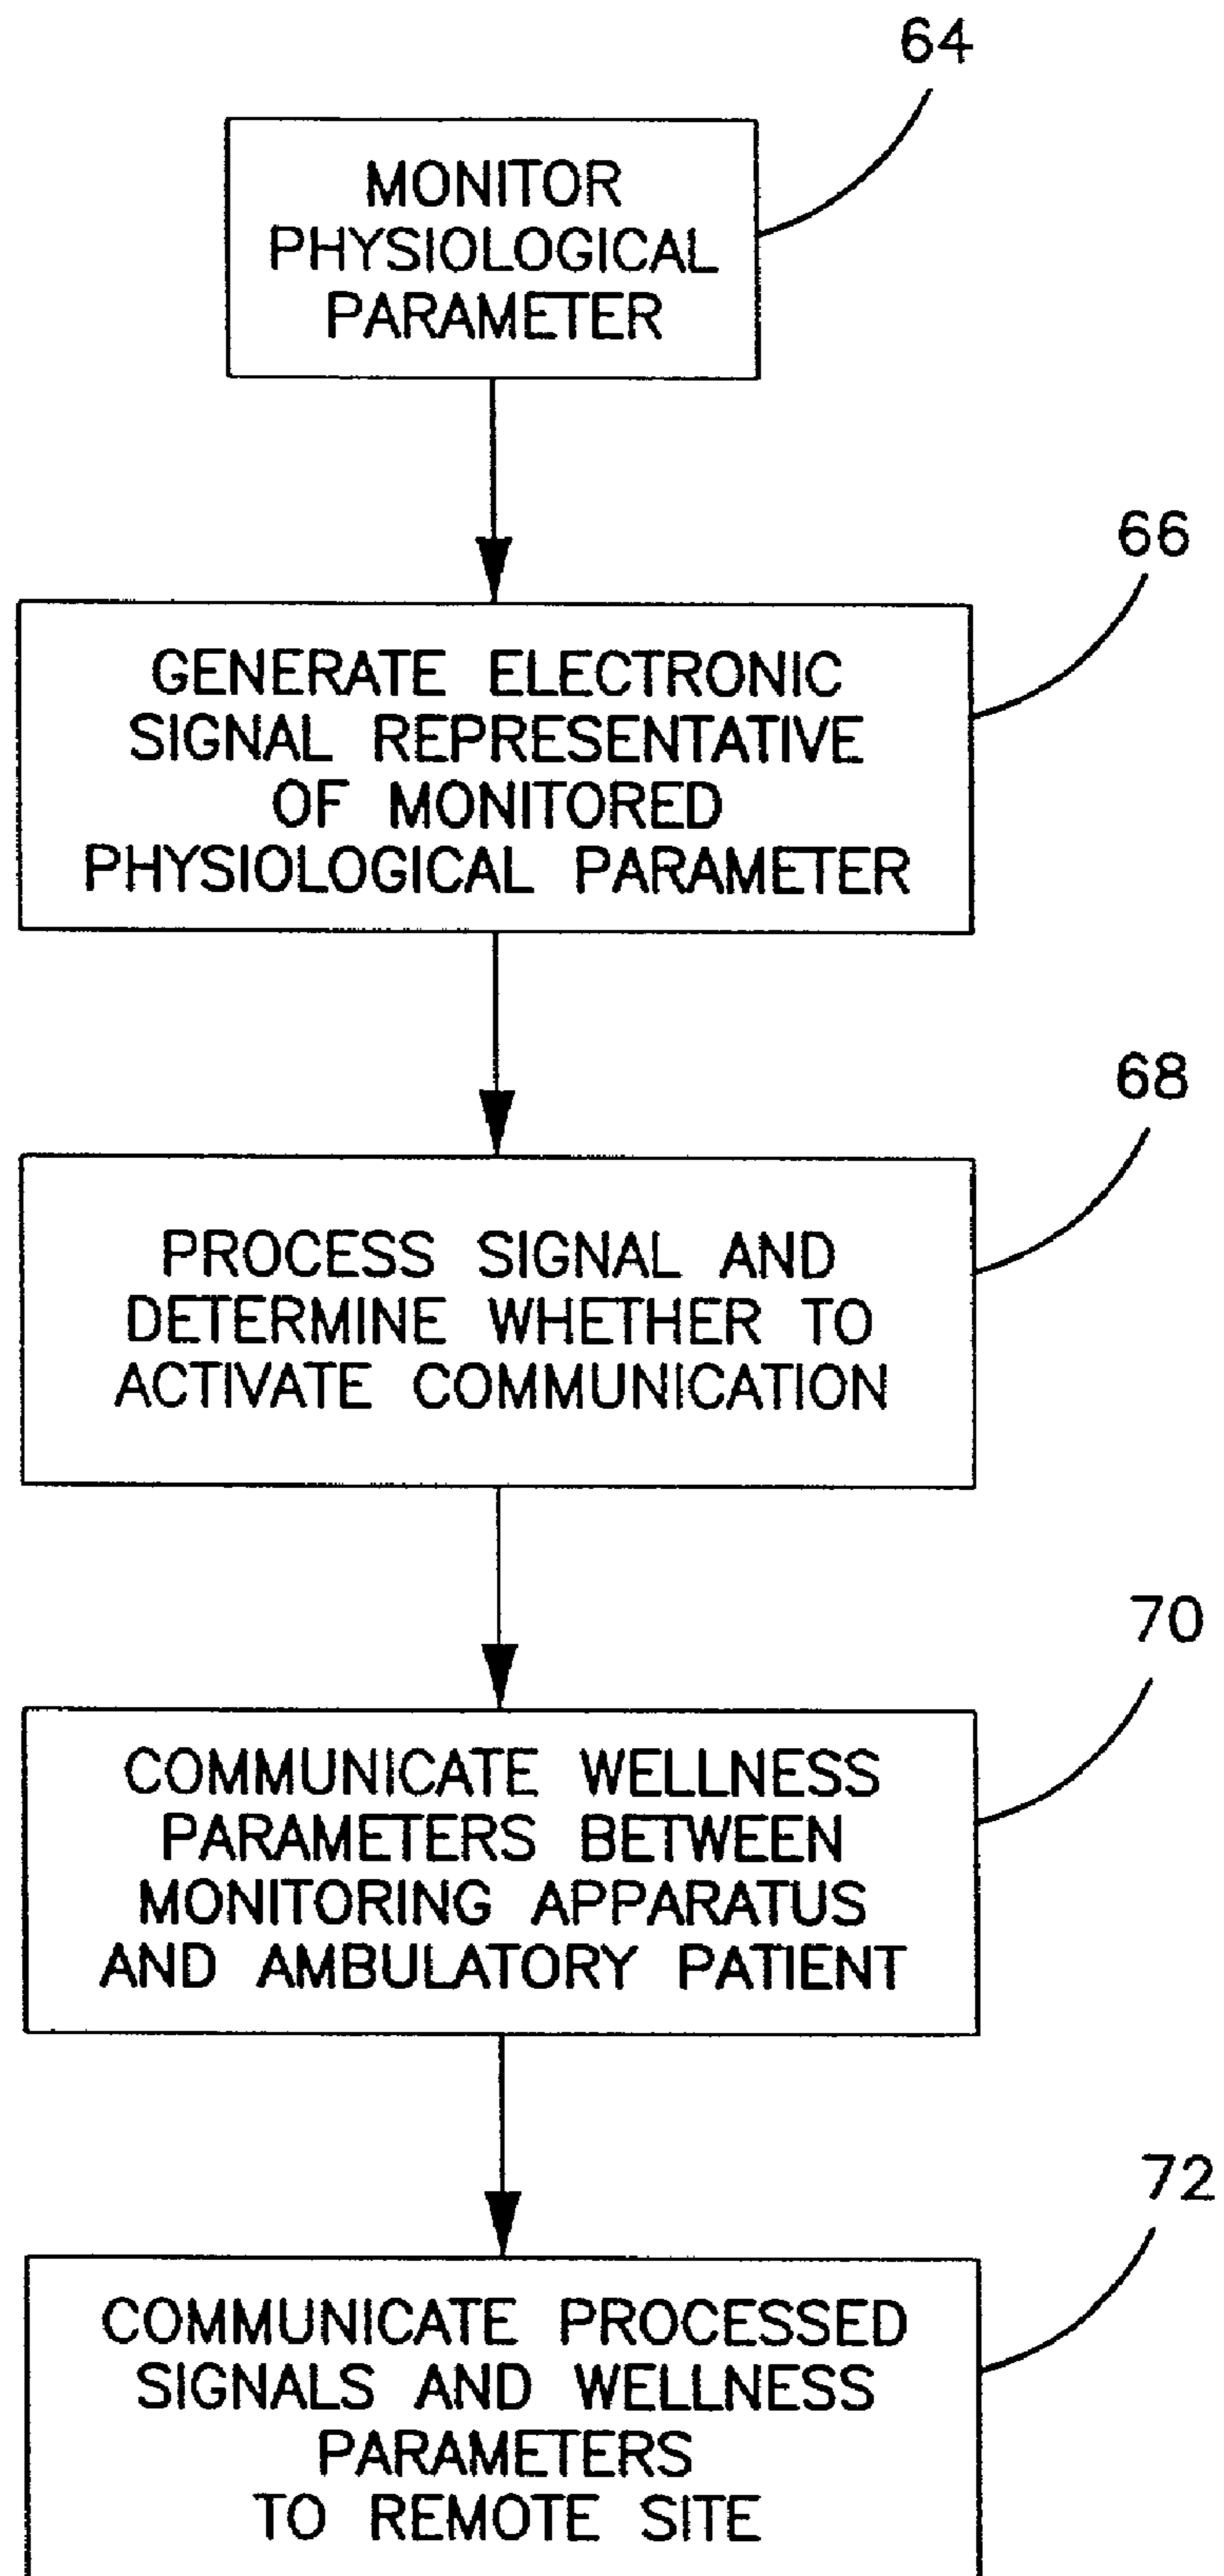 64
MONITOR
PHYSIOLOGICAL
PARAMETER
66
GENERATE ELECTRONIC
SIGNAL REPRESENTATIVE
OF MONITORED
PHYSIOLOGICAL PARAMETER
68
PROCESS SIGNAL AND
DETERMINE WHETHER TO
ACTIVATE COMMUNICATION
70
COMMUNICATE WELLNESS
PARAMETERS BETWEEN
MONITORING APPARATUS
AND AMBULATORY PATIENT
72
COMMUNICATE PROCESSED
SIGNALS AND WELLNESS
PARAMETERS
TO REMOTE SITE